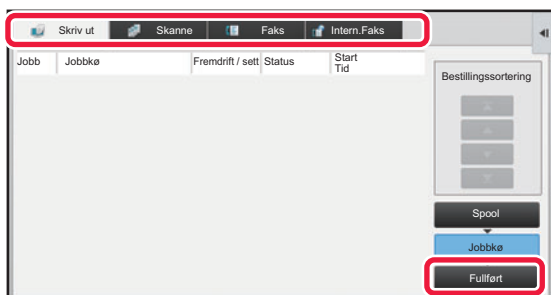 Skriv ut Skanne Faks Intern.Faks
Jobb Jobbkø Fremdrift / sett Status Start
Tid
Bestillingssortering
Spool
Jobbkø
Fullført